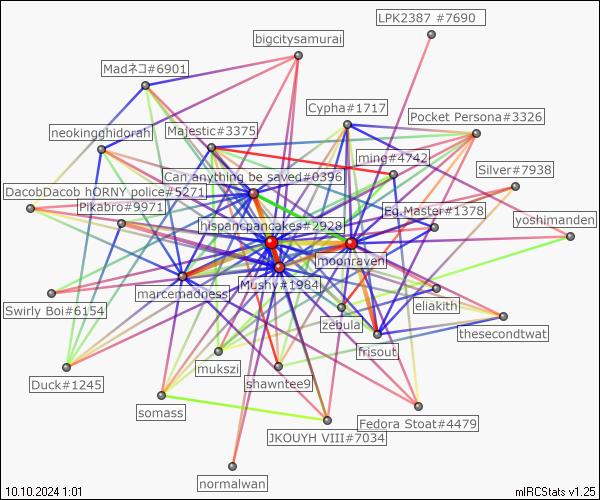 LPK2387 #7690
bigcitysamurai
Madネコ#6901
Cypha#1717
Pocket Persona#3326
neokingghidorah
Majestic#3375
ming#4742
Silver#7938
Can anything be saved#0396
DacobDacob hORNY police#5271
Pikabro#9971
Eg.Master#1378
yoshimanden
hispancpancakes#2928
moonraven
Mushy#1984
marcemadness
eliakith
Swirly Boi#6154
zebula
thesecondtwat
frisout
mukszi
Duck#1245
shawntee9
somass
Fedora Stoat#4479
JKOUYH VIII#7034
normalwan
10.10.2024 1:01
mIRCStats v1.25